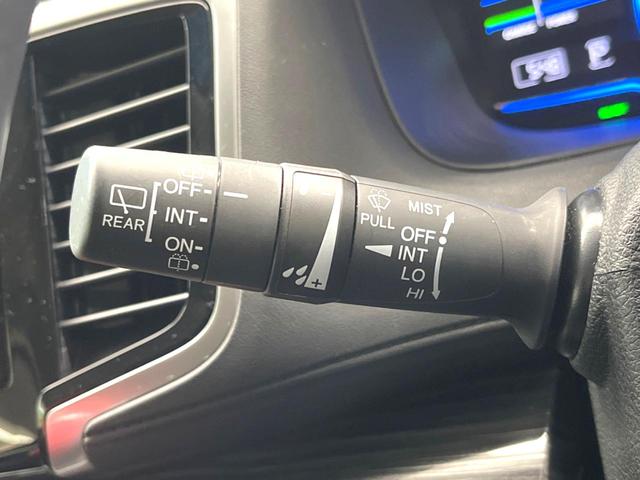 REAR
OFF
INT
ON
PULL
MIST
OFF
INT
LO
HI